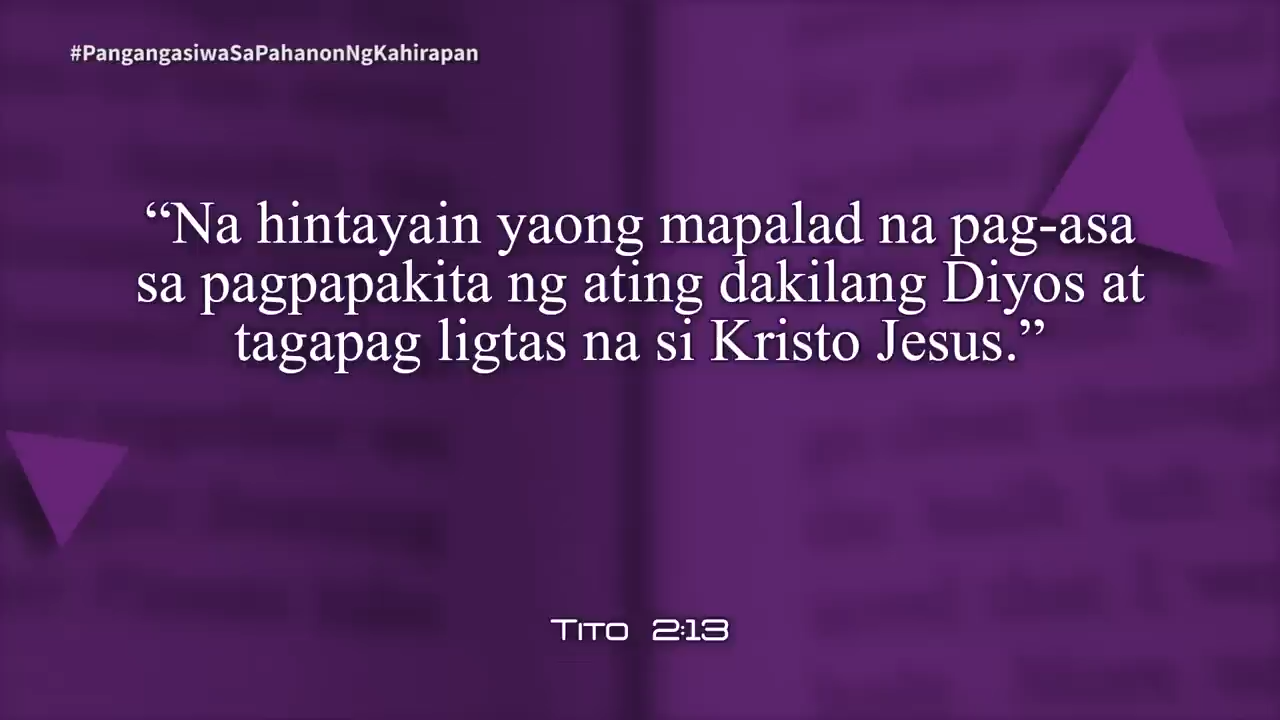 #PangangasiwaSaPahanonNgKahirapan
“Na hintayain yaong mapalad na pag-asa
sa pagpapakita ng ating dakilang Diyos at
tagapag ligtas na si Kristo Jesus.”
Tito 2:13